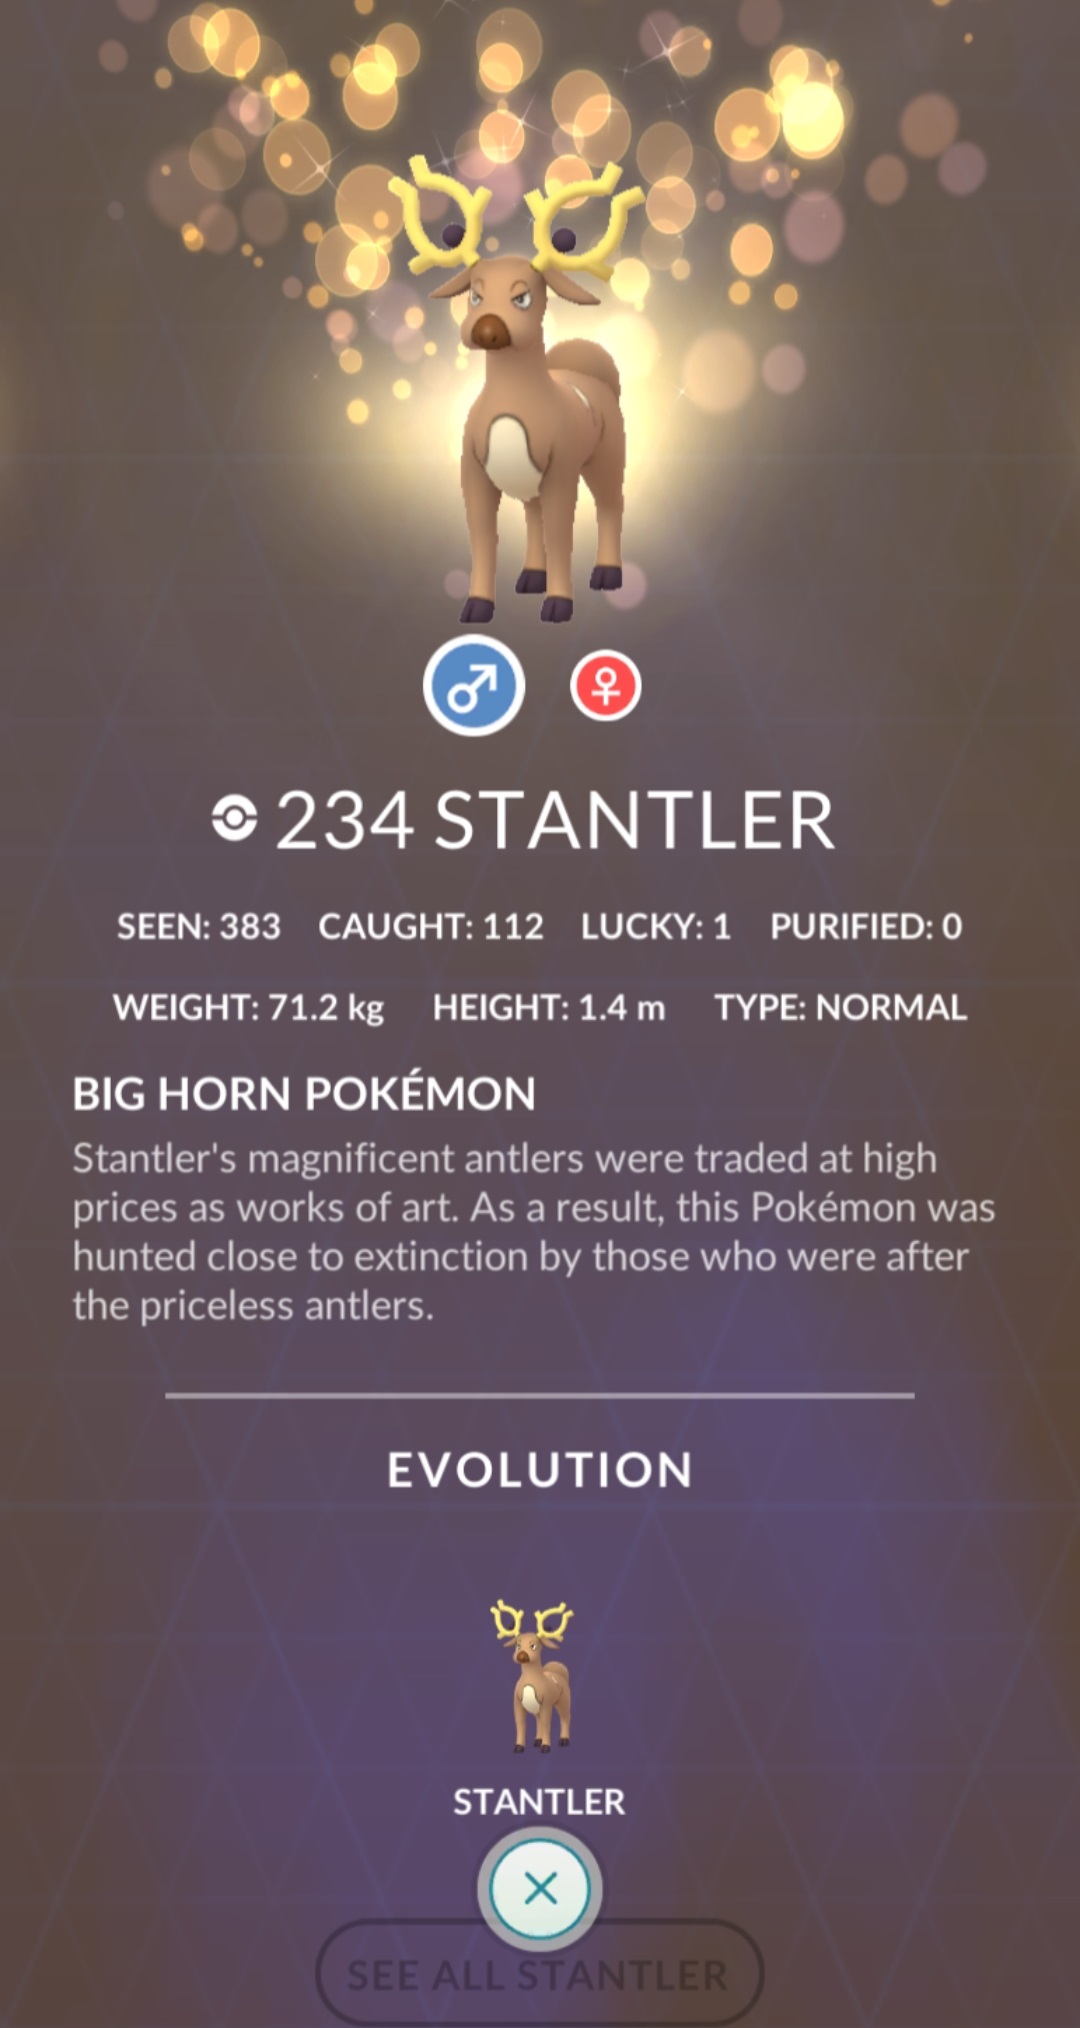 234 STANTLER
SEEN: 383 CAUGHT: 112 LUCKY: 1 PURIFIED: 0
WEIGHT: 71.2 kg HEIGHT: 1.4 m TYPE: NORMAL
BIG HORN POKÉMON
Stantler's magnificent antlers were traded at high
prices as works of art. As a result, this Pokémon was
hunted close to extinction by those who were after
the priceless antlers.
EVOLUTION
STANTLER
SEE ALL STANTLER